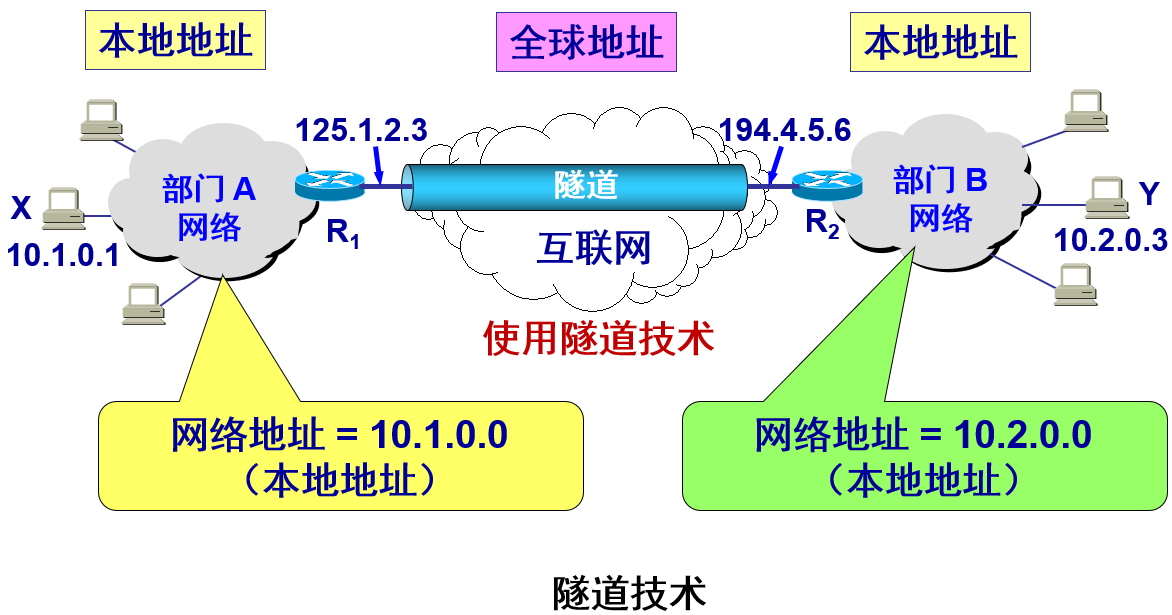 本地地址
全球地址
本地地址
125.1.2.3
194.4.5.6
部门 A
网络
隧道
部门 B
网络
X
Y
R1
R2
10.1.0.1
互联网
10.2.0.3
使用隧道技术
网络地址 = 10.1.0.0
（本地地址）
网络地址 = 10.2.0.0
（本地地址）
隧道技术